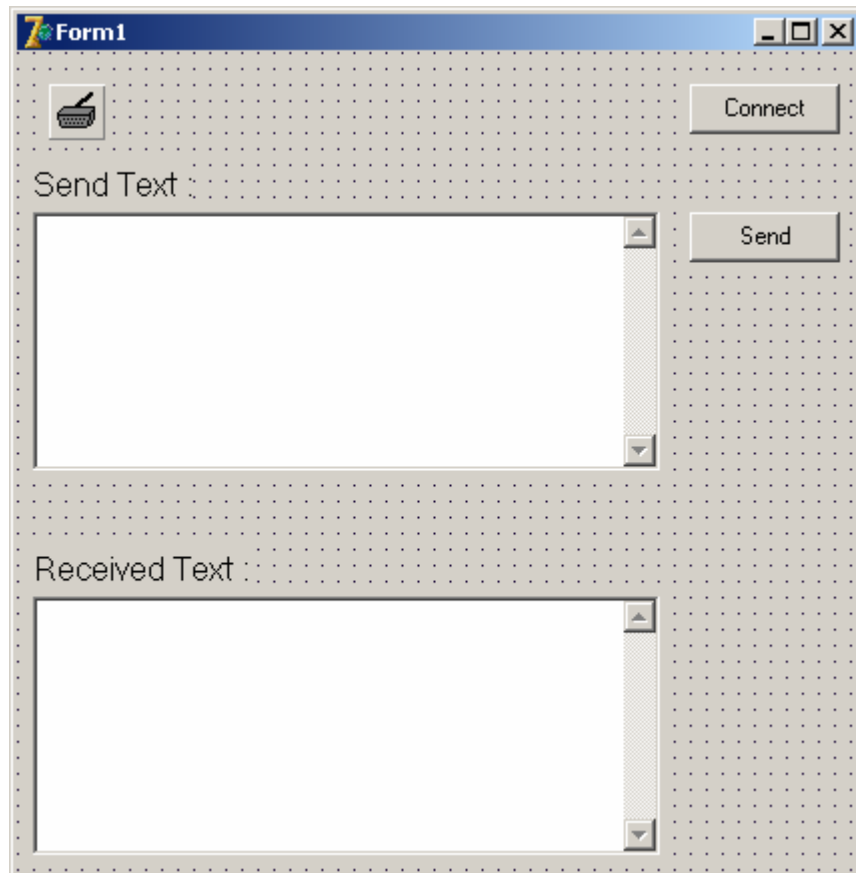 Form1
Connect
Send Text :
Send
Received Text :